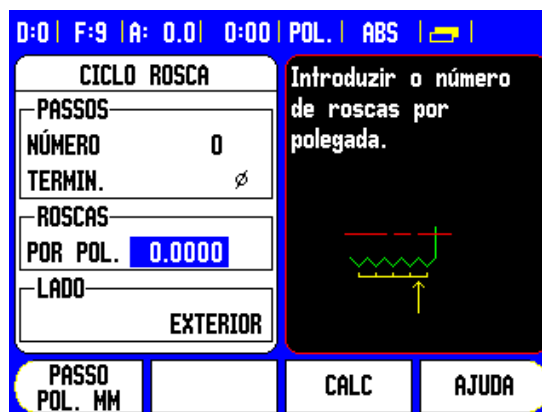 D:0 | F:9 | A: 0.0 | 0:00 | POL. | ABS |
CICLO ROSCA
PASSOS
NÚMERO 0
TERMIN. ⌀
ROSCAS
POR POL. 0.0000
LADO
EXTERIOR
Introduzir o número
de roscas por
polegada.
PASSO
POL. MM
CALC
AJUDA